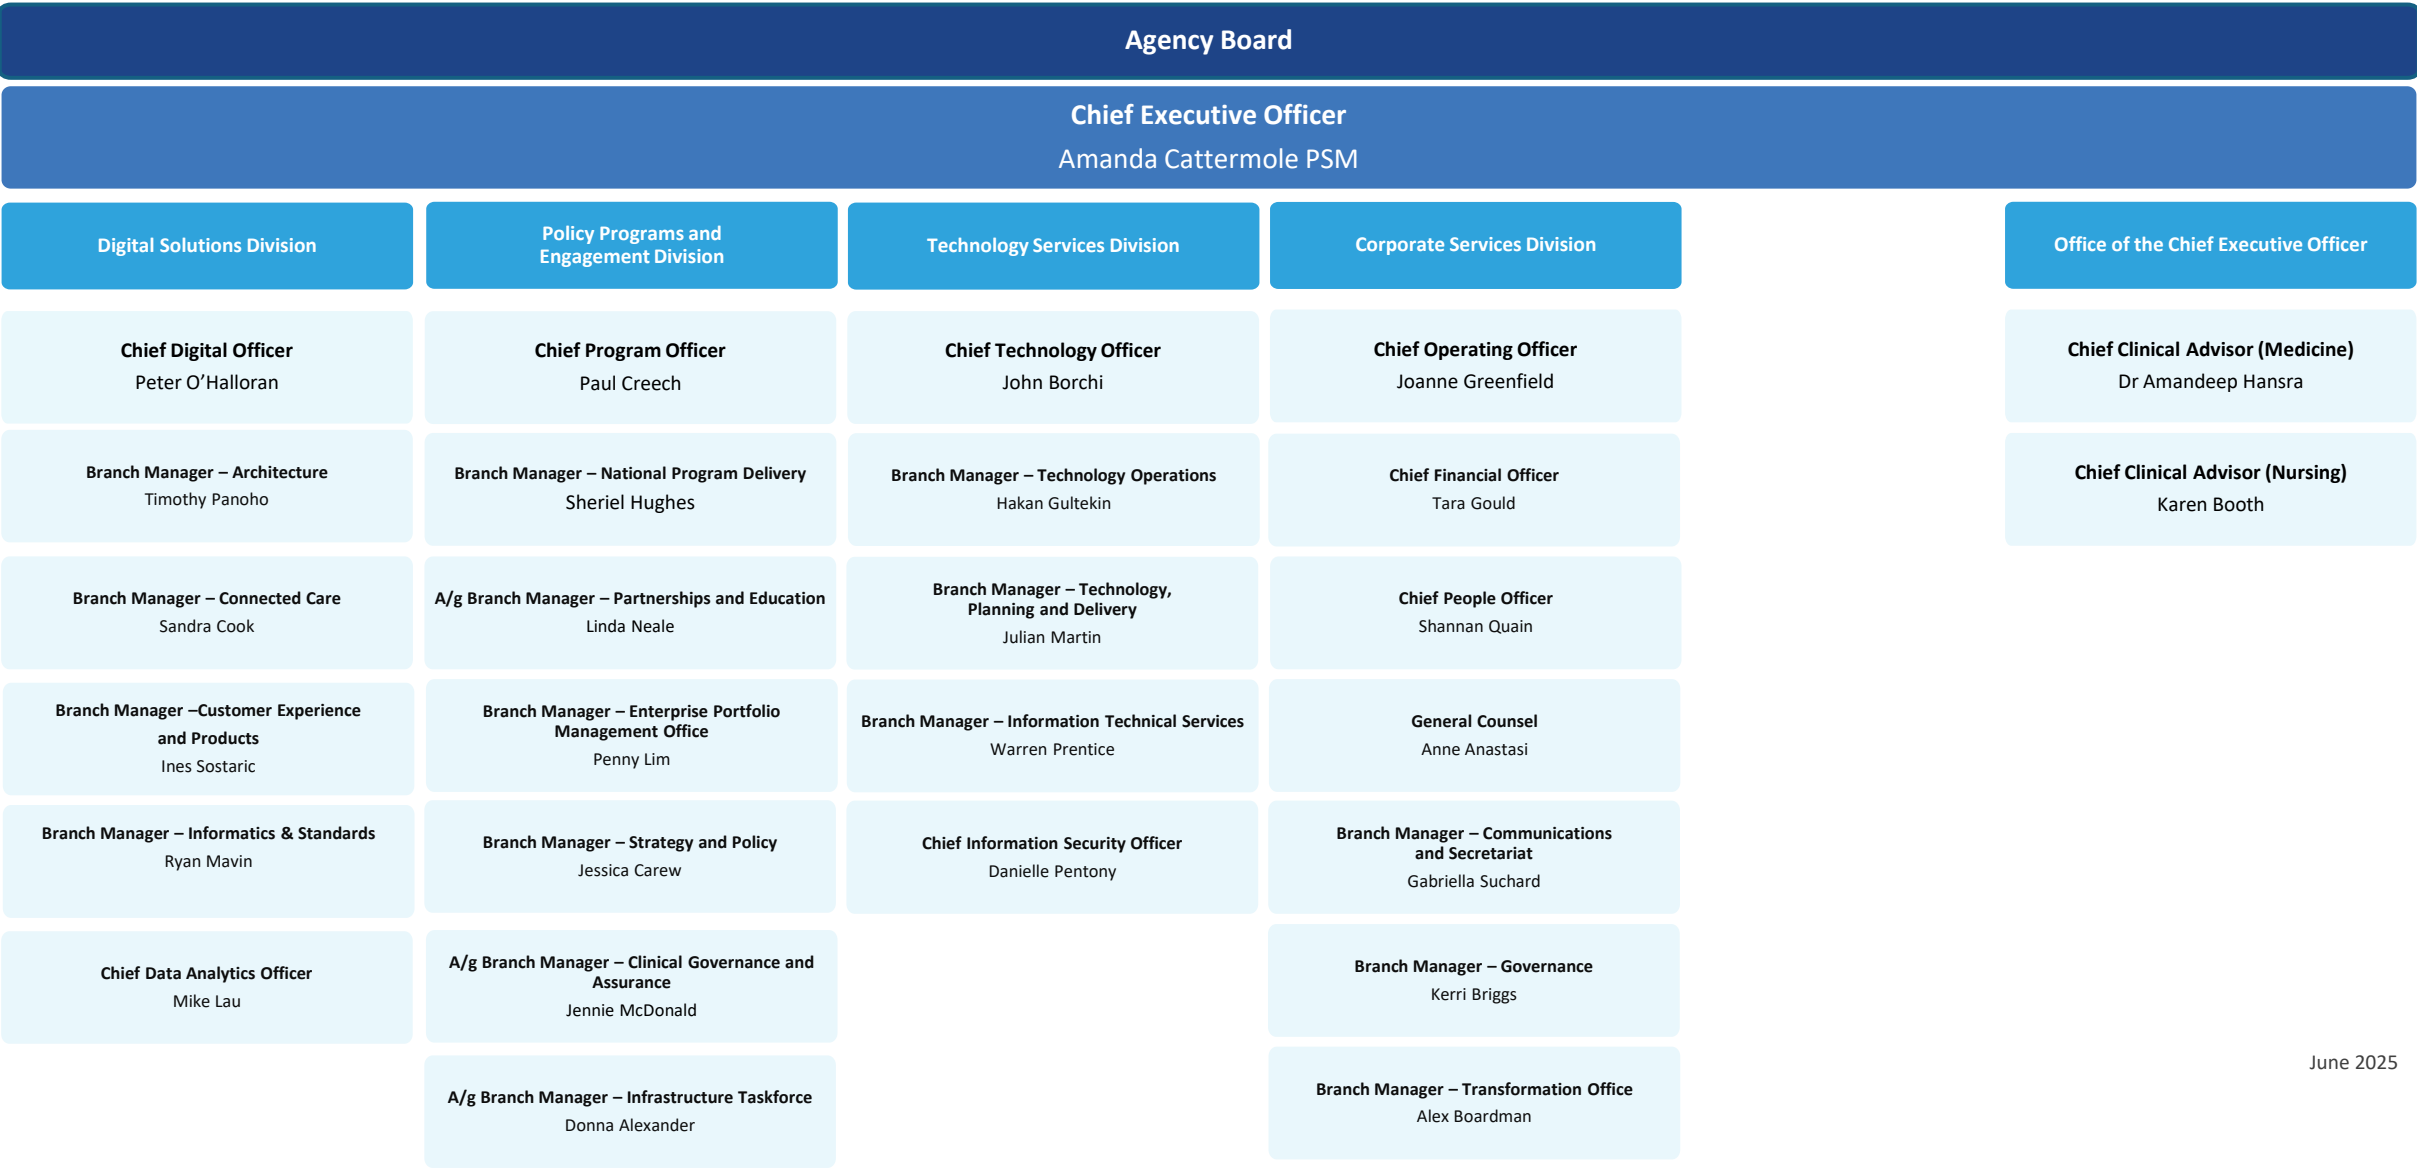 Agency Board
Chief Executive Officer
Amanda Cattermole PSM
Digital Solutions Division
Chief Digital Officer
Peter O’Halloran
Branch Manager – Architecture
Timothy Panoho
Branch Manager – Connected Care
Sandra Cook
Branch Manager –Customer Experience
and Products
Ines Sostaric
Branch Manager – Informatics & Standards
Ryan Mavin
Chief Data Analytics Officer
Mike Lau
Policy Programs and
Engagement Division
Chief Program Officer
Paul Creech
Branch Manager – National Program Delivery
Sheriel Hughes
A/g Branch Manager – Partnerships and Education
Linda Neale
Branch Manager – Enterprise Portfolio
Management Office
Penny Lim
Branch Manager – Strategy and Policy
Jessica Carew
A/g Branch Manager – Clinical Governance and
Assurance
Jennie McDonald
A/g Branch Manager – Infrastructure Taskforce
Donna Alexander
Technology Services Division
Chief Technology Officer
John Borchi
Branch Manager – Technology Operations
Hakan Gultekin
Branch Manager – Technology,
Planning and Delivery
Julian Martin
Branch Manager – Information Technical Services
Warren Prentice
Chief Information Security Officer
Danielle Pentony
Corporate Services Division
Chief Operating Officer
Joanne Greenfield
Chief Financial Officer
Tara Gould
Chief People Officer
Shannan Quain
General Counsel
Anne Anastasi
Branch Manager – Communications
and Secretariat
Gabriella Suchard
Branch Manager – Governance
Kerri Briggs
Branch Manager – Transformation Office
Alex Boardman
Office of the Chief Executive Officer
Chief Clinical Advisor (Medicine)
Dr Amandeep Hansra
Chief Clinical Advisor (Nursing)
Karen Booth
June 2025